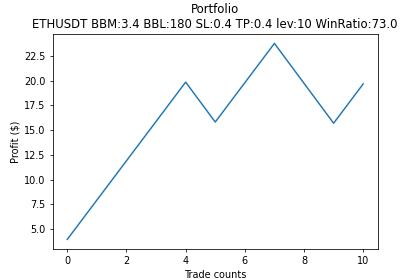 Portfolio
ETHUSDT BBM:3.4 BBL:180 SL:0.4 TP:0.4 lev:10 WinRatio:73.0
22.5
20.0
17.5
15.0
12.5
10.0
7.5
5.0
Profit ($)
0 2 4 6 8 10
Trade counts